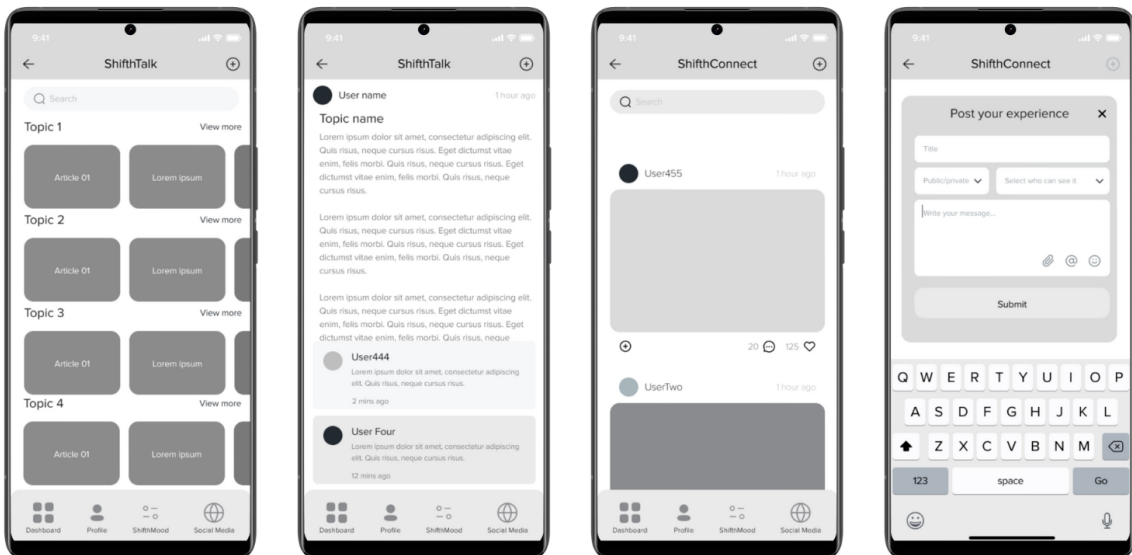 9:41
ShifthTalk
Search
Topic 1 View more
Article 01 Lorem ipsum
Topic 2 View more
Article 01 Lorem ipsum
Topic 3 View more
Article 01 Lorem ipsum
Topic 4 View more
Article 01 Lorem ipsum
Dashboard Profile ShifthMood Social Media
9:41
ShifthTalk
User name 1 hour ago
Topic name
Lorem ipsum dolor sit amet, consectetur adipiscing elit.
Quis risus, neque cursus risus. Eget dictumst vitae
enim, felis morbi. Quis risus, neque cursus risus. Eget
dictumst vitae enim, felis morbi. Quis risus, neque
cursus risus.
Lorem ipsum dolor sit amet, consectetur adipiscing elit.
Quis risus, neque cursus risus. Eget dictumst vitae
enim, felis morbi. Quis risus, neque cursus risus. Eget
dictumst vitae enim, felis morbi. Quis risus, neque
cursus risus.
Lorem ipsum dolor sit amet, consectetur adipiscing elit.
Quis risus, neque cursus risus. Eget dictumst vitae
enim, felis morbi. Quis risus, neque cursus risus. Eget
dictumst vitae enim, felis morbi. Quis risus, neque
User444
Lorem ipsum dolor sit amet, consectetur adipiscing
elit. Quis risus, neque cursus risus.
2 mins ago
User Four
Lorem ipsum dolor sit amet, consectetur adipiscing
elit. Quis risus, neque cursus risus.
12 mins ago
Dashboard Profile ShifthMood Social Media
9:41
ShifthConnect
Search
User455 1 hour ago
20 125
UserTwo 1 hour ago
Dashboard Profile ShifthMood Social Media
9:41
ShifthConnect
Post your experience
Title
Public/private Select who can see it
Write your message...
@
Submit
Q W E R T Y U I O P
A S D F G H J K L
Z X C V B N M
123 space Go